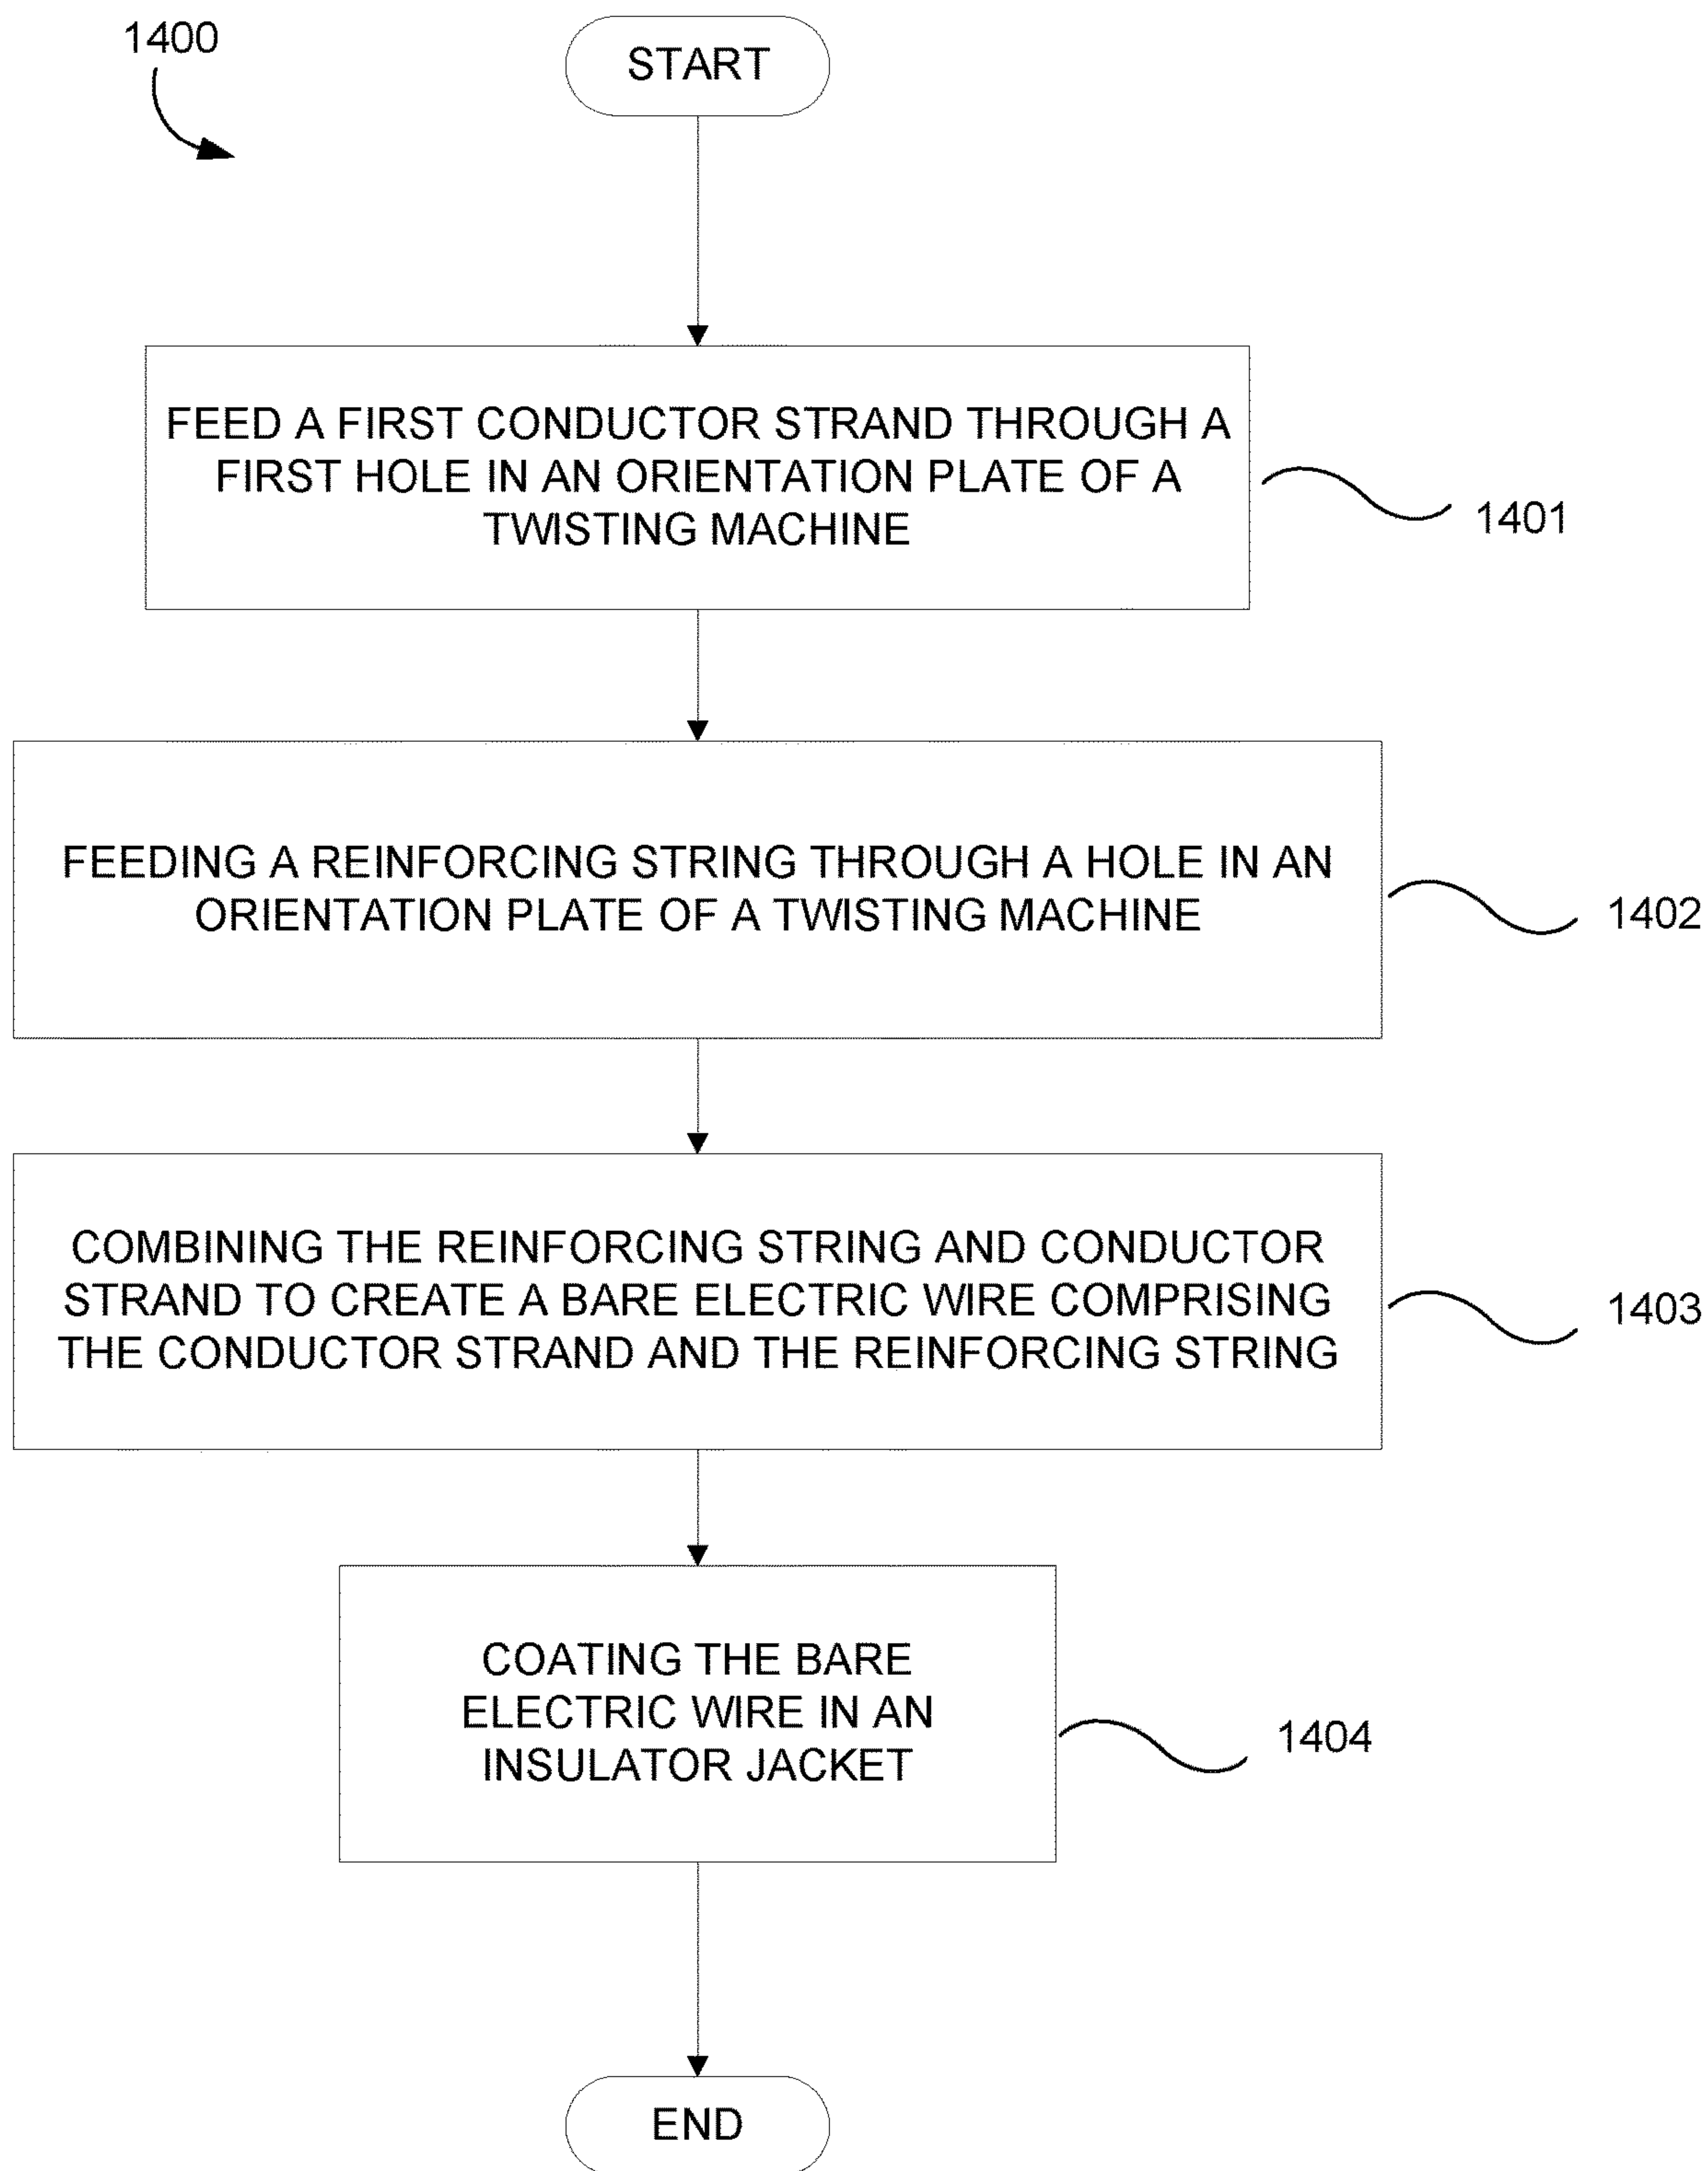 1400
START
FEED A FIRST CONDUCTOR STRAND THROUGH A
FIRST HOLE IN AN ORIENTATION PLATE OF A
TWISTING MACHINE
1401
FEEDING A REINFORCING STRING THROUGH A HOLE IN AN
ORIENTATION PLATE OF A TWISTING MACHINE
1402
COMBINING THE REINFORCING STRING AND CONDUCTOR
STRAND TO CREATE A BARE ELECTRIC WIRE COMPRISING
THE CONDUCTOR STRAND AND THE REINFORCING STRING
1403
COATING THE BARE
ELECTRIC WIRE IN AN
INSULATOR JACKET
1404
END